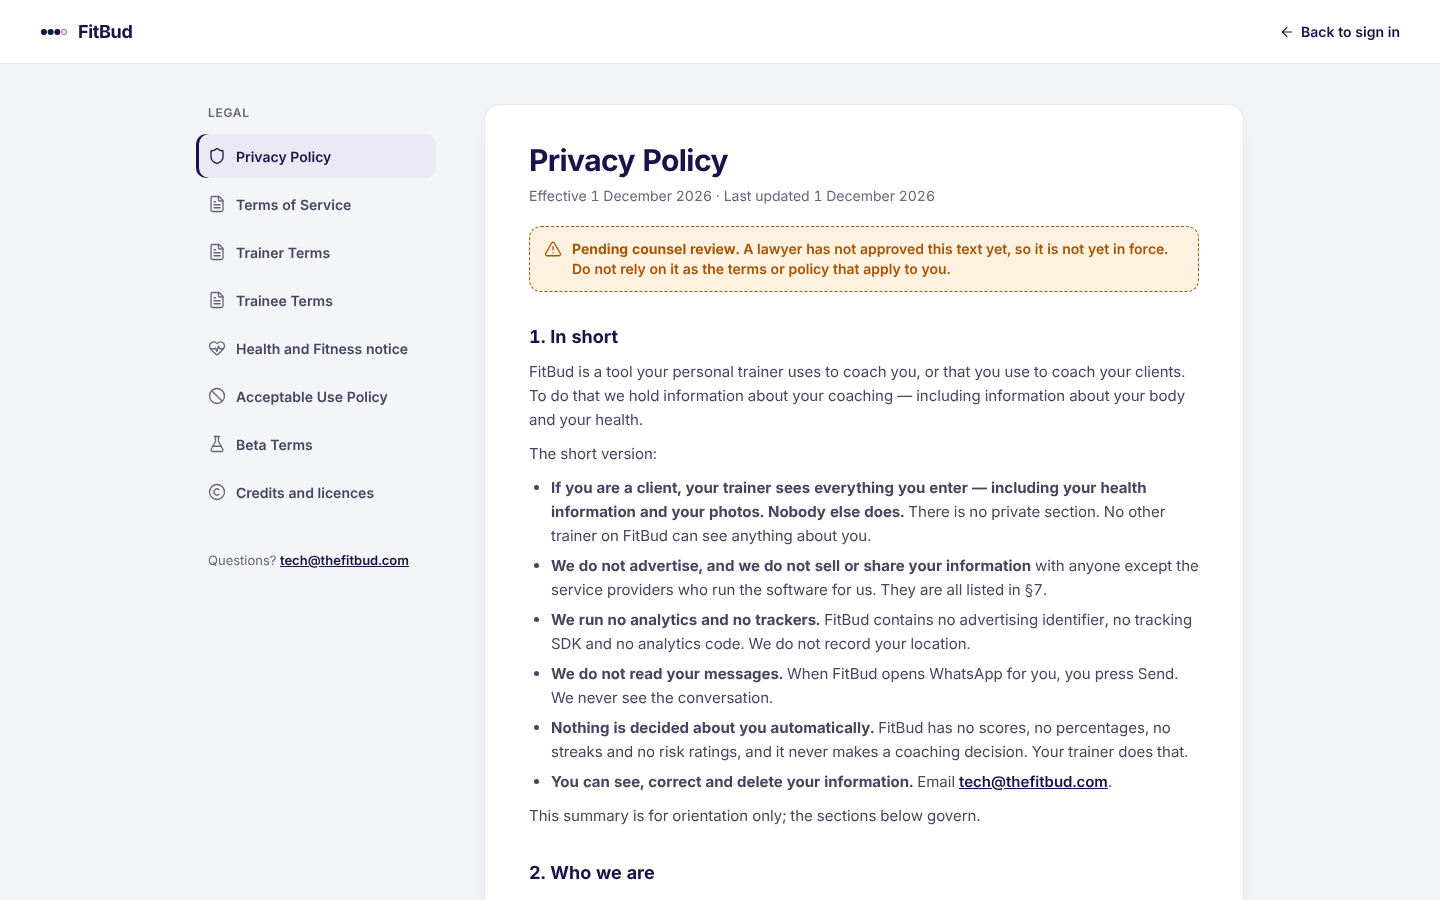 FitBud
Back to sign in
LEGAL
Privacy Policy
Terms of Service
Trainer Terms
Trainee Terms
Health and Fitness notice
Acceptable Use Policy
Beta Terms
Credits and licences
Questions? tech@thefitbud.com
Privacy Policy
Effective 1 December 2026 · Last updated 1 December 2026
Pending counsel review. A lawyer has not approved this text yet, so it is not yet in force.
Do not rely on it as the terms or policy that apply to you.
1. In short
FitBud is a tool your personal trainer uses to coach you, or that you use to coach your clients.
To do that we hold information about your coaching — including information about your body
and your health.
The short version:
• If you are a client, your trainer sees everything you enter — including your health
information and your photos. Nobody else does. There is no private section. No other
trainer on FitBud can see anything about you.
• We do not advertise, and we do not sell or share your information with anyone except the
service providers who run the software for us. They are all listed in §7.
• We run no analytics and no trackers. FitBud contains no advertising identifier, no tracking
SDK and no analytics code. We do not record your location.
• We do not read your messages. When FitBud opens WhatsApp for you, you press Send.
We never see the conversation.
• Nothing is decided about you automatically. FitBud has no scores, no percentages, no
streaks and no risk ratings, and it never makes a coaching decision. Your trainer does that.
• You can see, correct and delete your information. Email tech@thefitbud.com.
This summary is for orientation only; the sections below govern.
2. Who we are